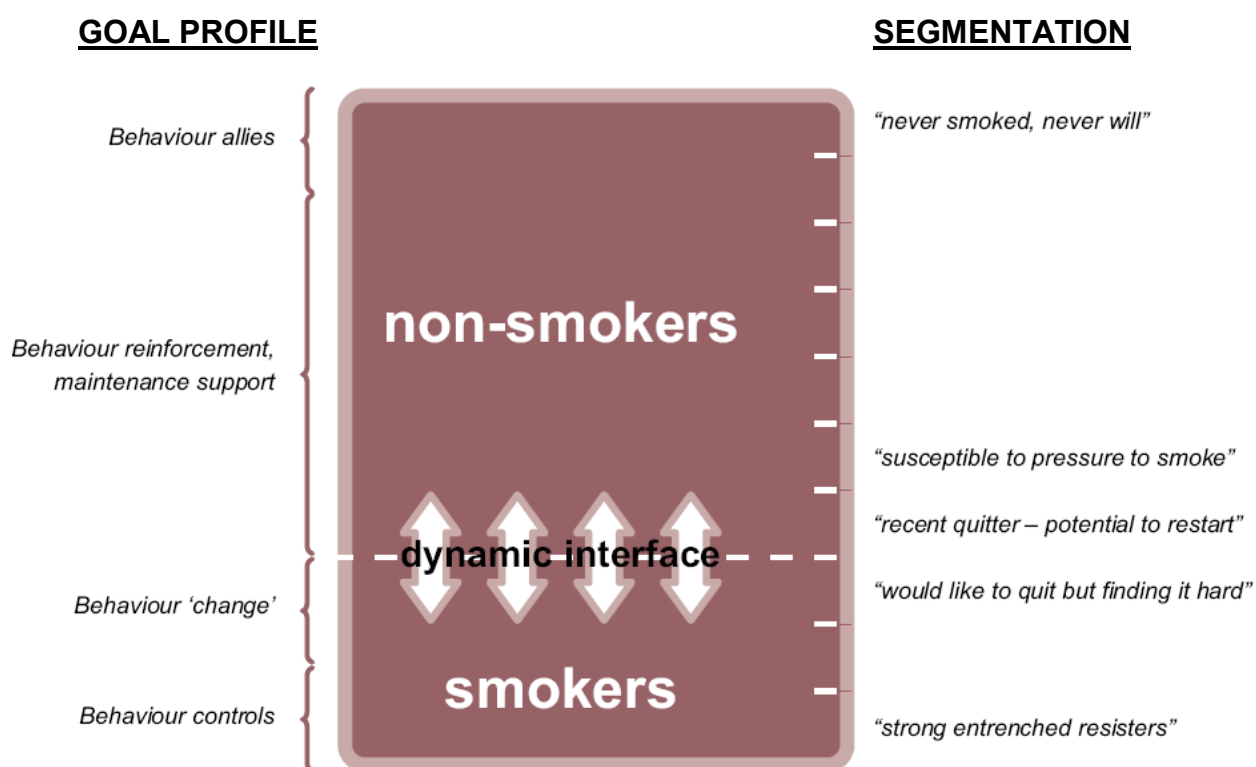 GOAL PROFILE
SEGMENTATION
Behaviour allies
“never smoked, never will”
non-smokers
Behaviour reinforcement,
maintenance support
“susceptible to pressure to smoke”
“recent quitter – potential to restart”
dynamic interface
“would like to quit but finding it hard”
Behaviour ‘change’
smokers
Behaviour controls
“strong entrenched resisters”